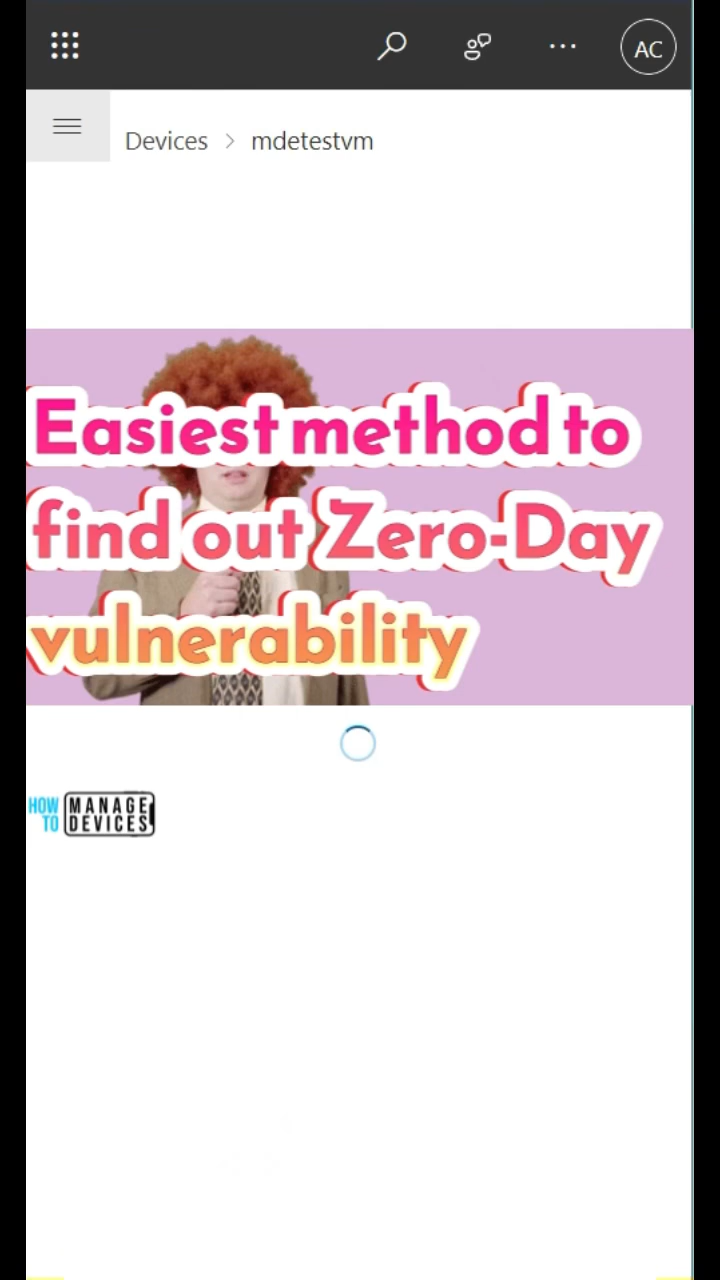 AC
Devices > mdetestvm
Easiest method to
find out Zero-Day
vulnerability
HOW TO
MANAGE
DEVICES